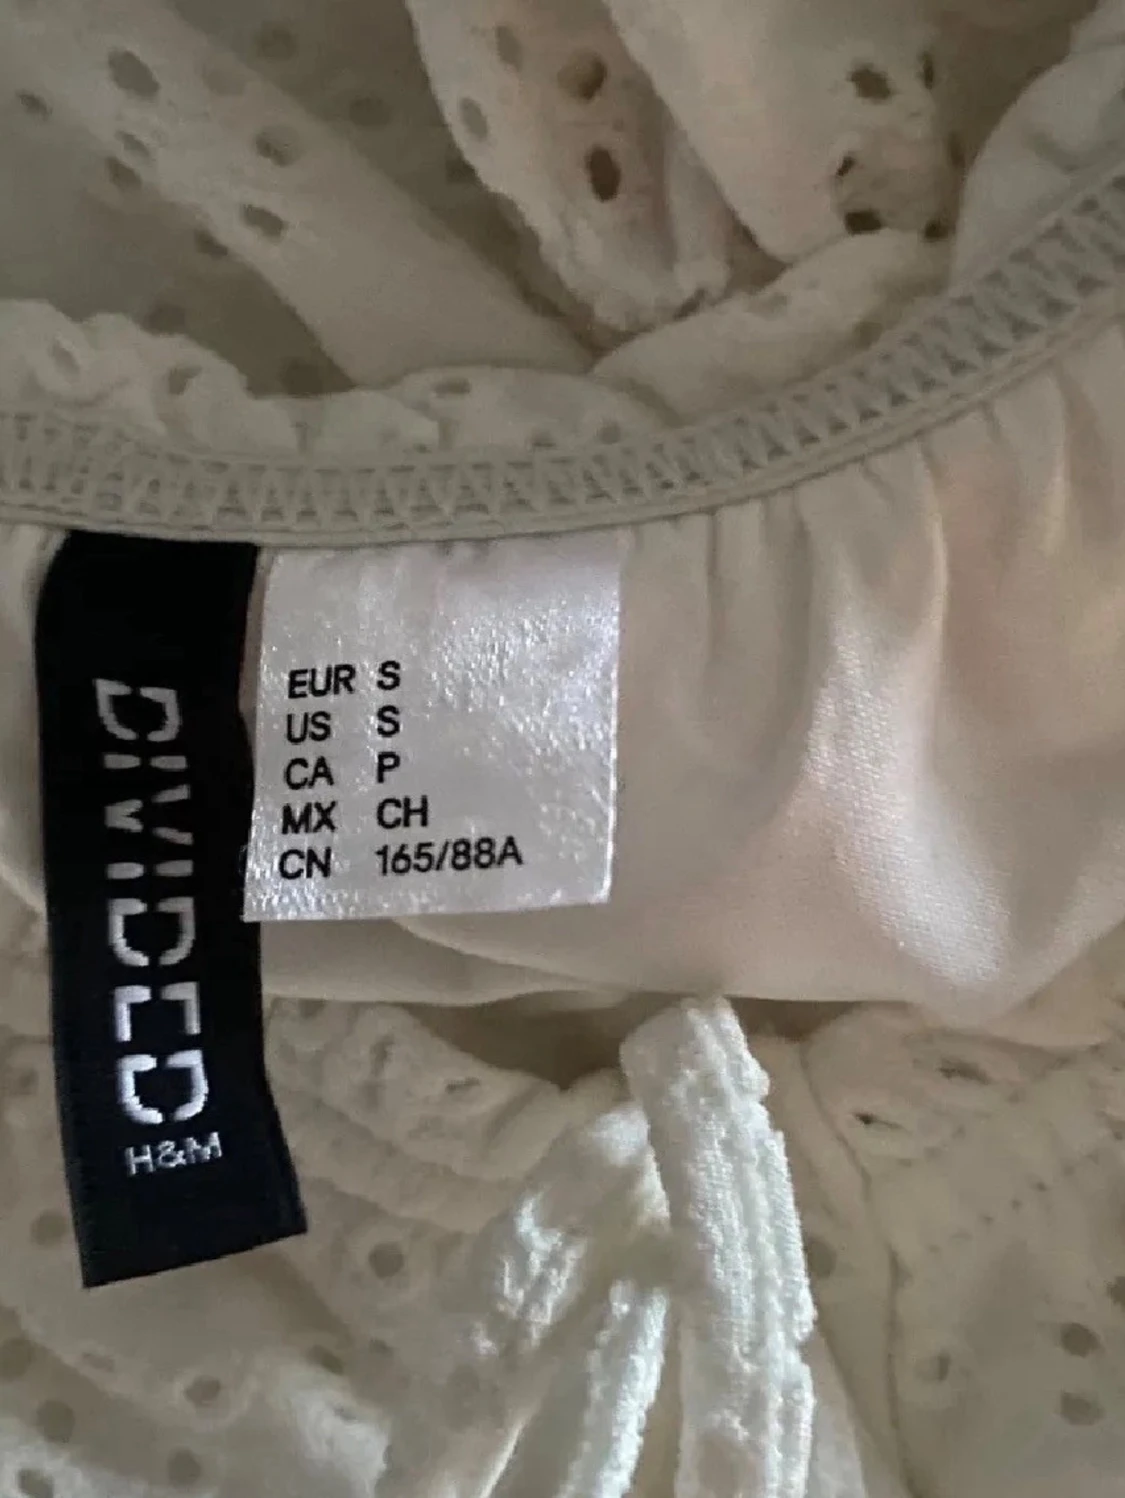 DIVIDED
H&M
EUR S
US S
CA P
MX CH
CN 165/88A